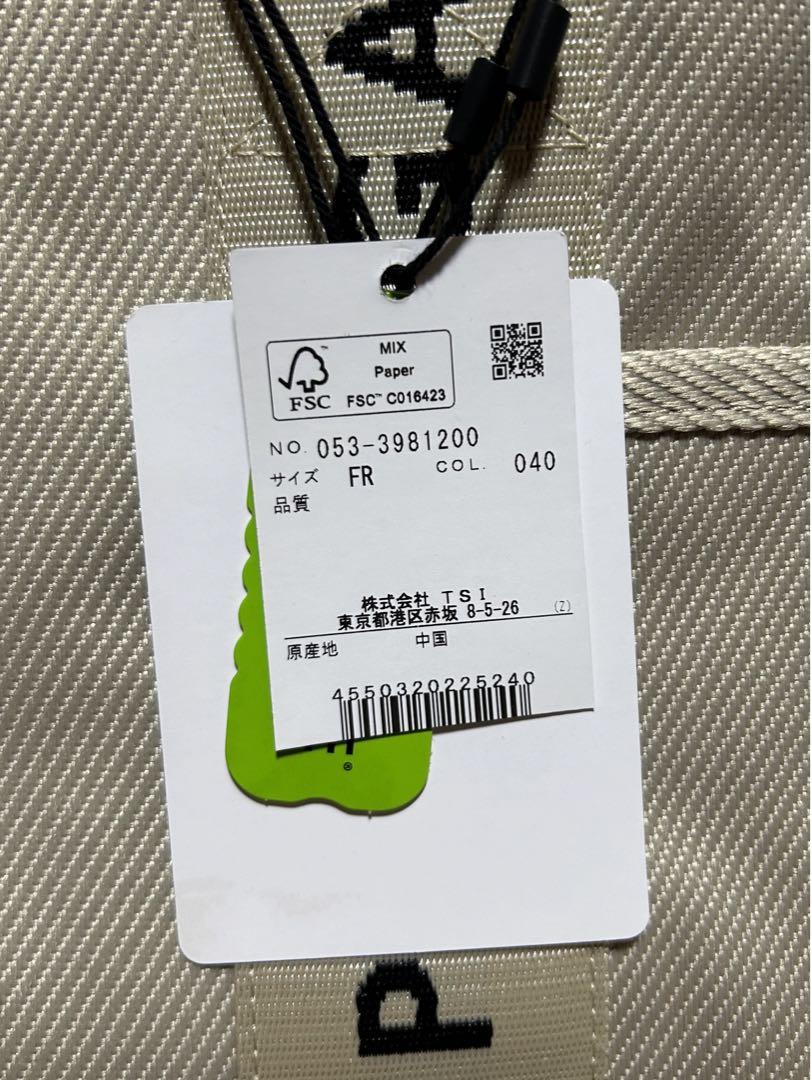 MIX
Paper
FSC™ C016423
FSC
NO. 053-3981200
サイズ FR COL. 040
品質
株式会社 TSI
東京都港区赤坂 8-5-26 (Z)
原産地 中国
4550320225240
®
P